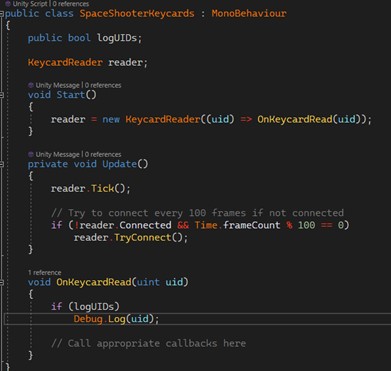 Unity Script | 0 references
public class SpaceShooterKeycards : MonoBehaviour
{
public bool logUIDs;
KeycardReader reader;
Unity Message | 0 references
void Start()
{
reader = new KeycardReader((uid) => OnKeycardRead(uid));
}
Unity Message | 0 references
private void Update()
{
reader.Tick();
// Try to connect every 100 frames if not connected
if (!reader.Connected && Time.frameCount % 100 == 0)
reader.TryConnect();
}
1 reference
void OnKeycardRead(uint uid)
{
if (logUIDs)
Debug.Log(uid);
// Call appropriate callbacks here
}
}